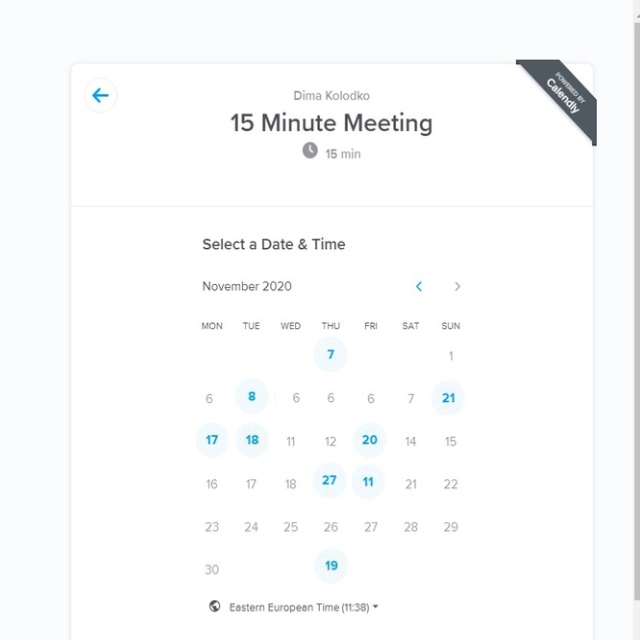 POWERED BY
Calendly
Dima Kolodko
15 Minute Meeting
15 min
Select a Date & Time
November 2020
MON TUE WED THU FRI SAT SUN
7 1
6 8 6 6 6 7 21
17 18 11 12 20 14 15
16 17 18 27 11 21 22
23 24 25 26 27 28 29
30 19
Eastern European Time (11:38)